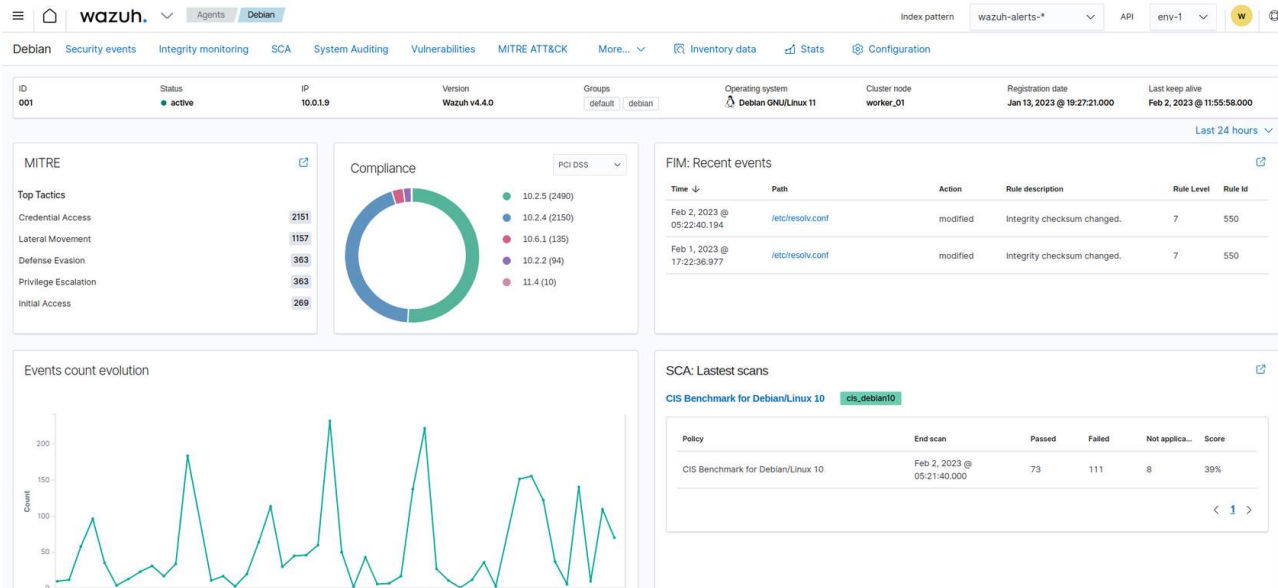 wazuh. Agents Debian Index pattern wazuh-alerts-* API env-1 W
Debian Security events Integrity monitoring SCA System Auditing Vulnerabilities MITRE ATT&CK More... Inventory data Stats Configuration
ID Status IP Version Groups Operating system Cluster node Registration date Last keep alive
001 active 10.0.1.9 Wazuh v4.4.0 default debian Debian GNU/Linux 11 worker_01 Jan 13, 2023 @ 19:27:21.000 Feb 2, 2023 @ 11:55:58.000
Last 24 hours
MITRE
Top Tactics
Credential Access 2151
Lateral Movement 1157
Defense Evasion 363
Privilege Escalation 363
Initial Access 269
Compliance PCI DSS
10.2.5 (2490)
10.2.4 (2150)
10.6.1 (135)
10.2.2 (94)
11.4 (10)
FIM: Recent events
Time Path Action Rule description Rule Level Rule Id
Feb 2, 2023 @
05:22:40.194 /etc/resolv.conf modified Integrity checksum changed. 7 550
Feb 1, 2023 @
17:22:36.977 /etc/resolv.conf modified Integrity checksum changed. 7 550
Events count evolution
Count
200
150
100
50
0
SCA: Lastest scans
CIS Benchmark for Debian/Linux 10 cis_debian10
Policy End scan Passed Failed Not applica... Score
CIS Benchmark for Debian/Linux 10 Feb 2, 2023 @
05:21:40.000 73 111 8 39%
1